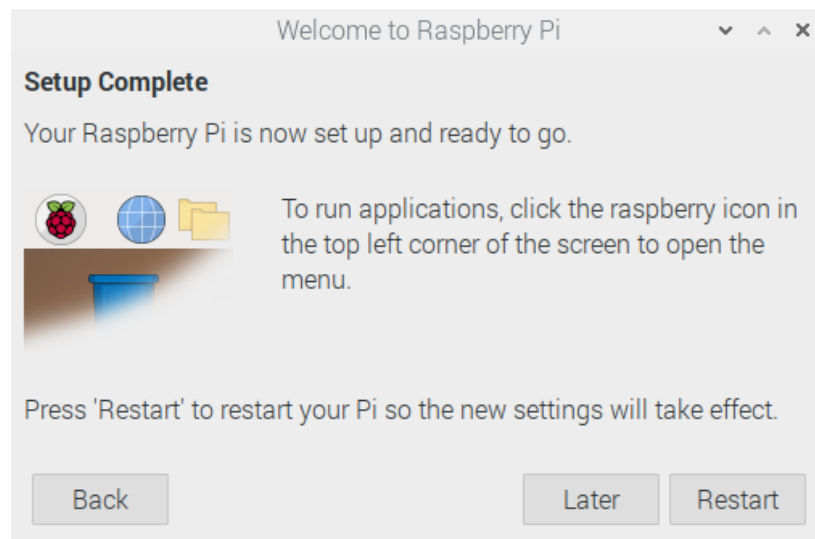 Welcome to Raspberry Pi
Setup Complete
Your Raspberry Pi is now set up and ready to go.
To run applications, click the raspberry icon in
the top left corner of the screen to open the
menu.
Press 'Restart' to restart your Pi so the new settings will take effect.
Back
Later
Restart